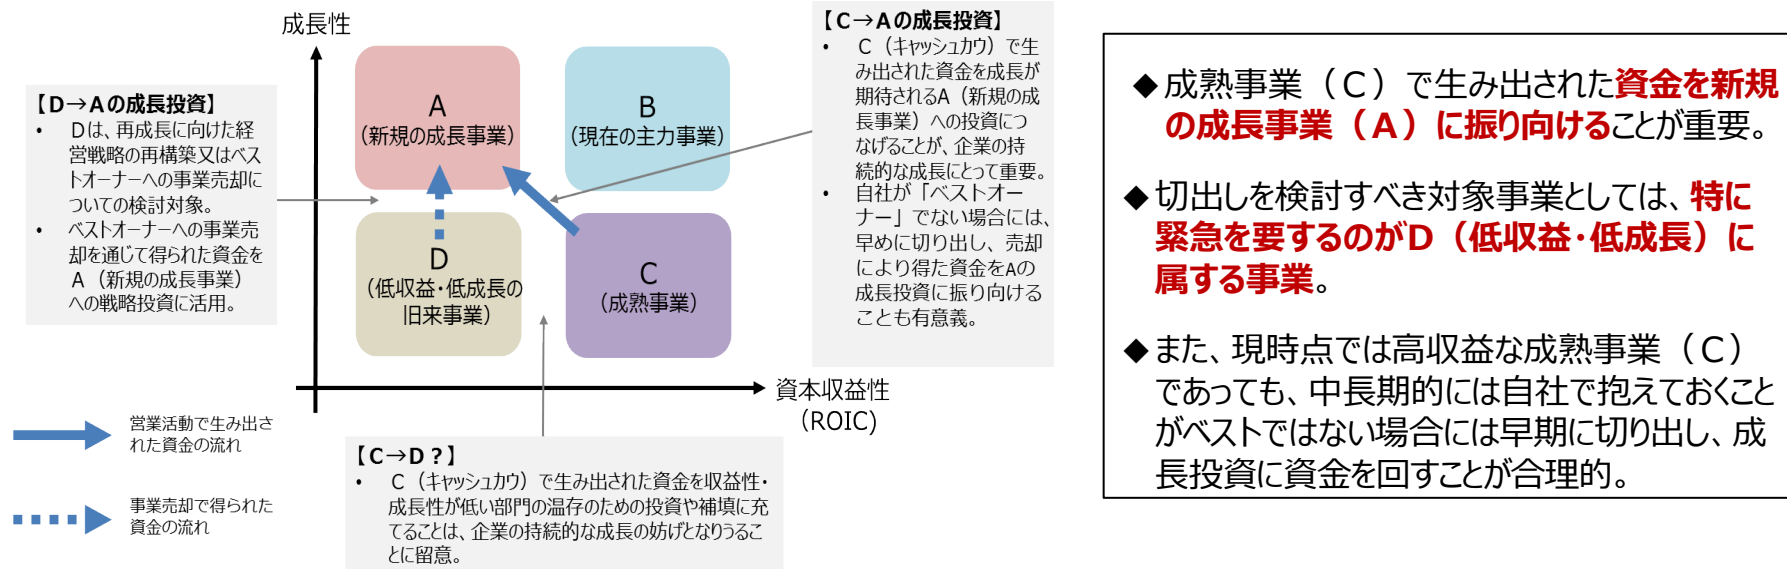 成長性
A
（新規の成長事業）
B
（現在の主力事業）
D
（低収益・低成長の
旧来事業）
C
（成熟事業）
資本収益性
（ROIC）
【D→Aの成長投資】
• Dは、再成長に向けた経
営戦略の再構築又はベス
トオーナーへの事業売却に
ついての検討対象。
• ベストオーナーへの事業売
却を通じて得られた資金を
A（新規の成長事業）
への戦略投資に活用。
【C→Aの成長投資】
• C（キャッシュカウ）で生
み出された資金を成長が
期待されるA（新規の成
長事業）への投資につ
なげることが、企業の持
続的な成長にとって重要。
• 自社が「ベストオー
ナー」でない場合には、
早めに切り出し、売却
により得た資金をAの
成長投資に振り向ける
ことも有意義。
【C→D？】
• C（キャッシュカウ）で生み出された資金を収益性・
成長性が低い部門の温存のための投資や補填に充
てることは、企業の持続的な成長の妨げとなりうるこ
とに留意。
営業活動で生み出さ
れた資金の流れ
事業売却で得られた
資金の流れ
◆成熟事業（C）で生み出された資金を新規
の成長事業（A）に振り向けることが重要。
◆切出しを検討すべき対象事業としては、特に
緊急を要するのがD（低収益・低成長）に
属する事業。
◆また、現時点では高収益な成熟事業（C）
であっても、中長期的には自社で抱えておくこと
がベストではない場合には早期に切り出し、成
長投資に資金を回すことが合理的。